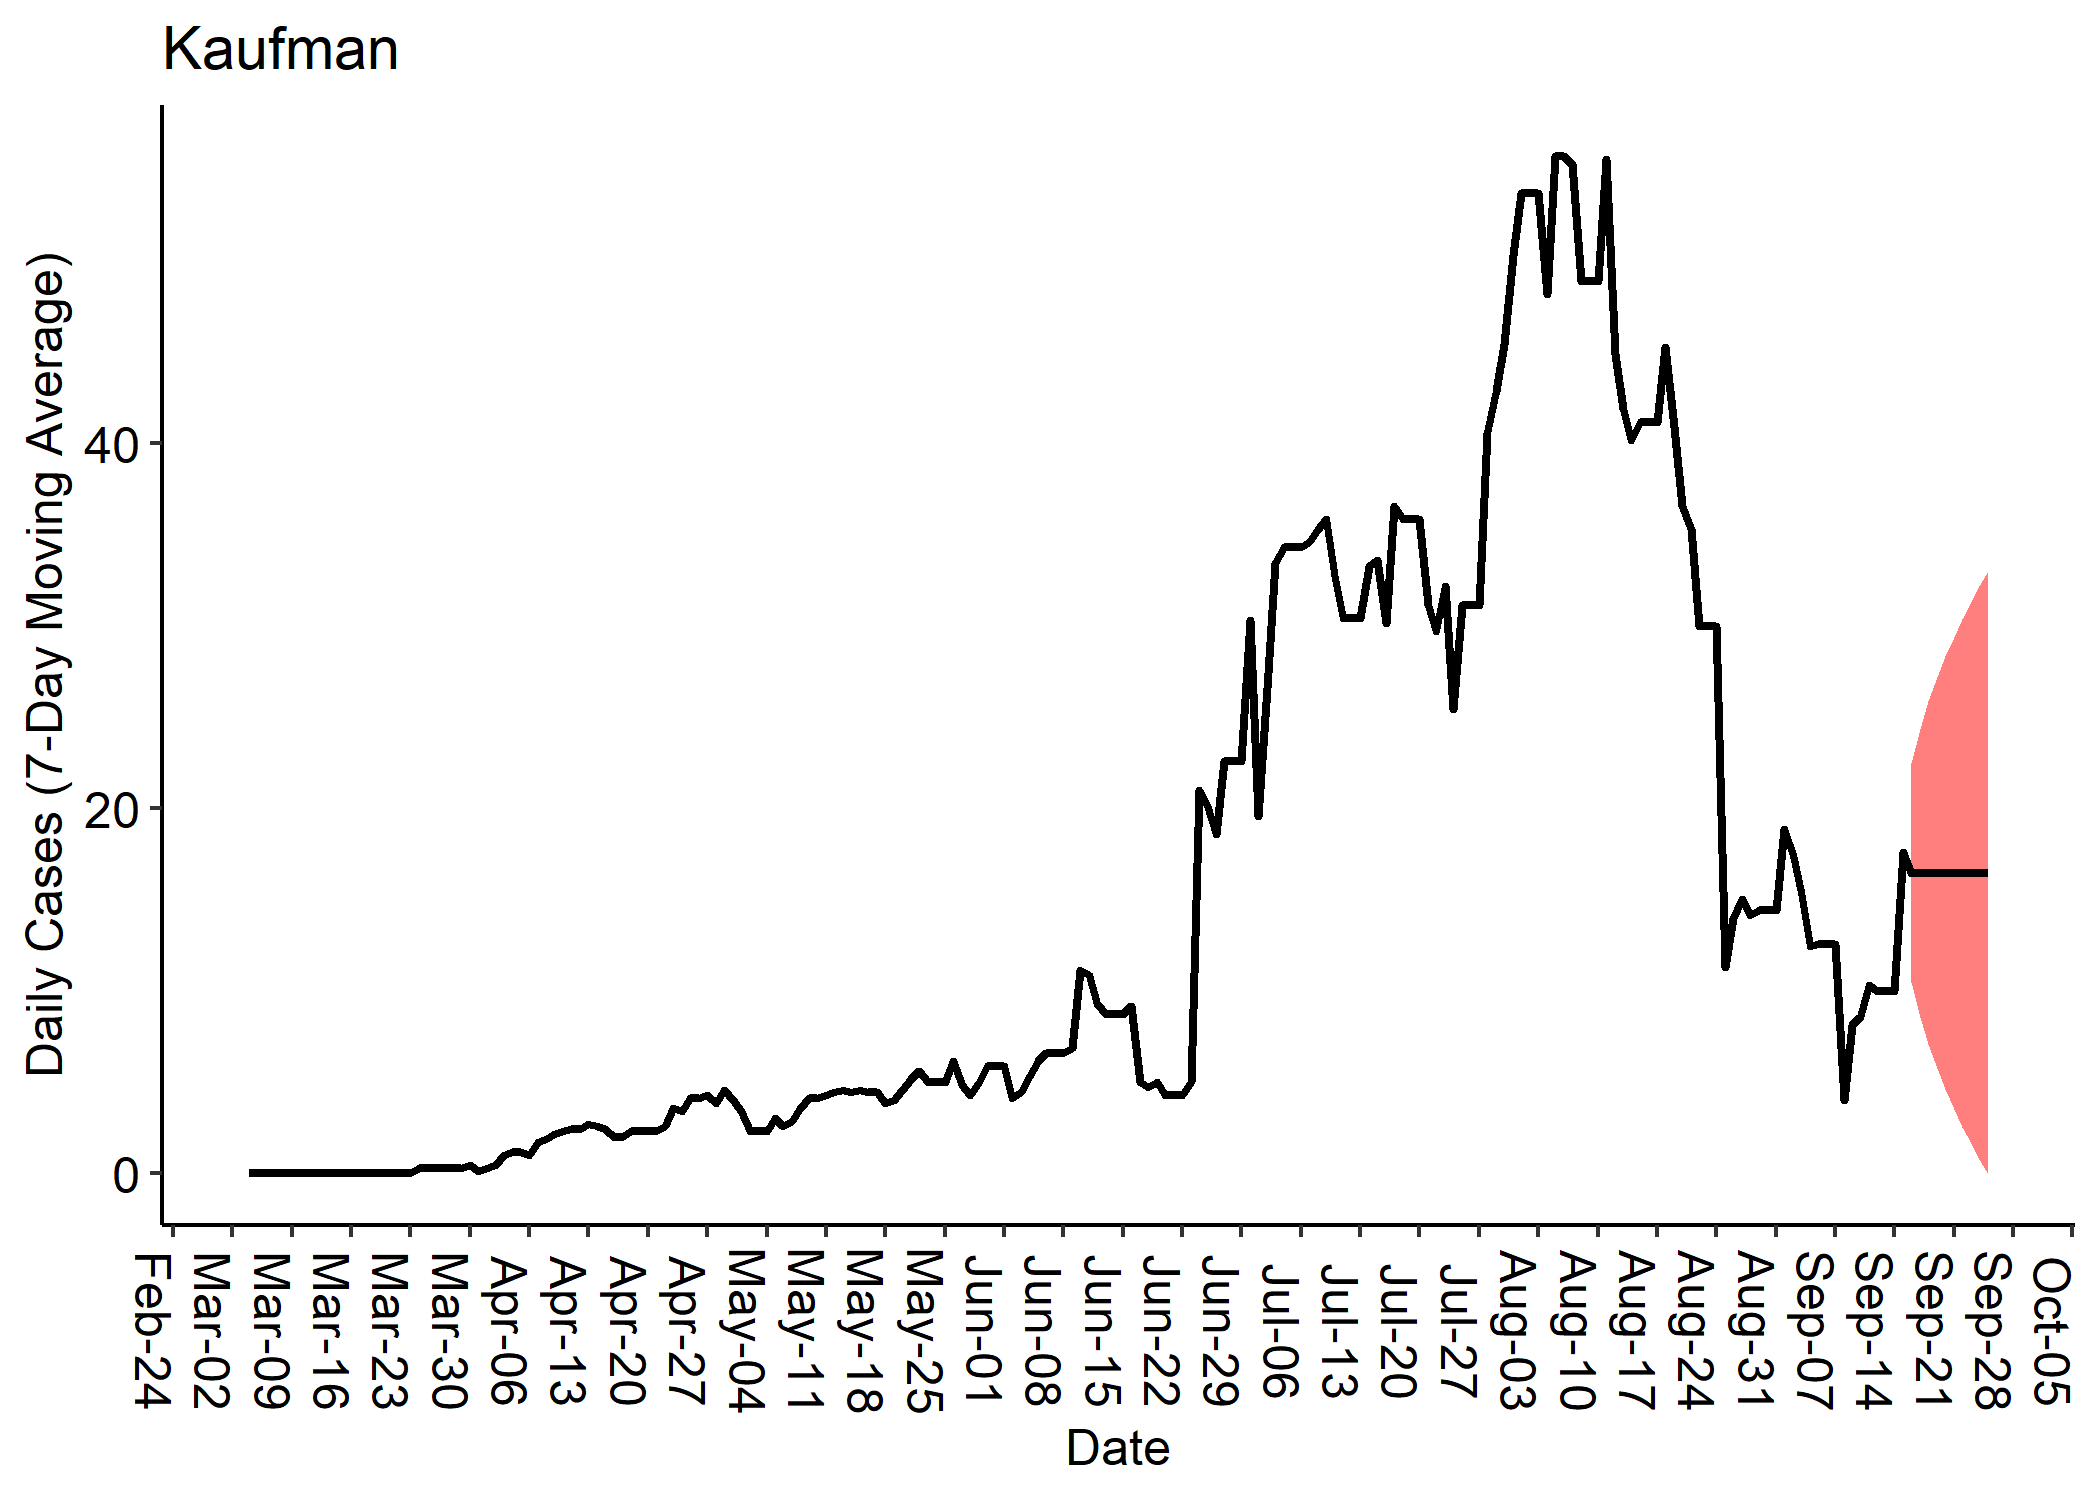 Kaufman
Daily Cases (7-Day Moving Average)
40
20
0
Feb-24
Mar-02
Mar-09
Mar-16
Mar-23
Mar-30
Apr-06
Apr-13
Apr-20
Apr-27
May-04
May-11
May-18
May-25
Jun-01
Jun-08
Jun-15
Jun-22
Jun-29
Jul-06
Jul-13
Jul-20
Jul-27
Aug-03
Aug-10
Aug-17
Aug-24
Aug-31
Sep-07
Sep-14
Sep-21
Sep-28
Oct-05
Date